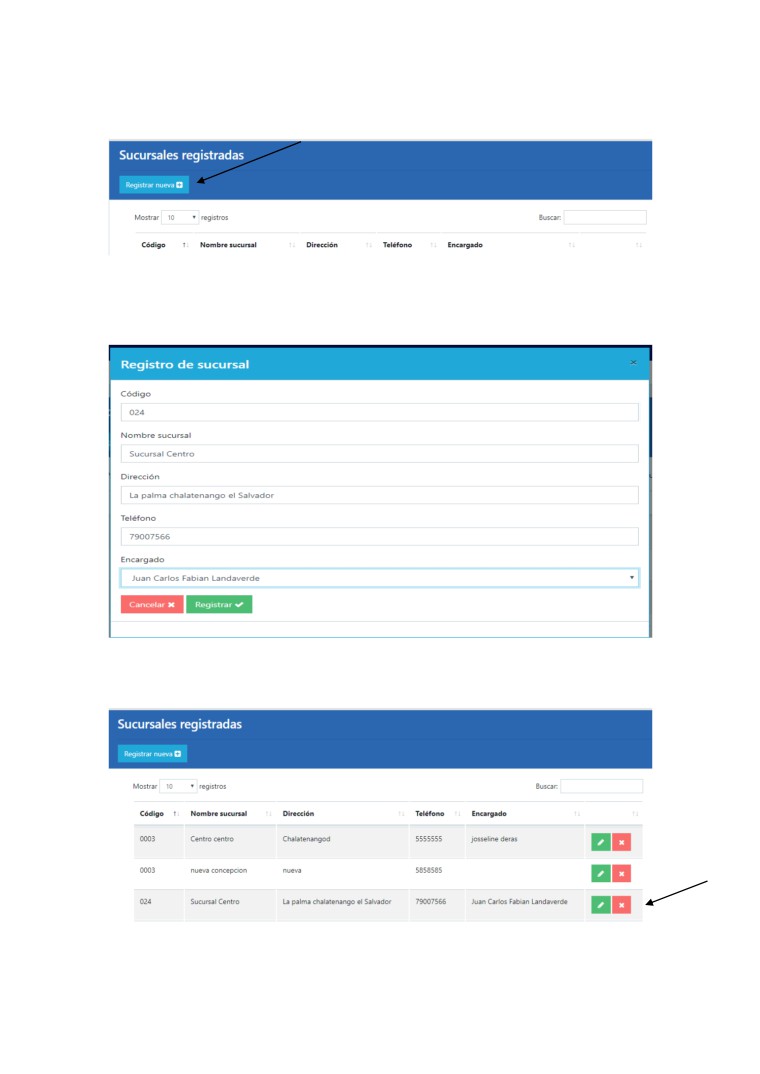 Sucursales registradas
Registrar nueva
Mostrar 10 registros Buscar:
Código Nombre sucursal Dirección Teléfono Encargado
Registro de sucursal
Código
024
Nombre sucursal
Sucursal Centro
Dirección
La palma chalatenango el Salvador
Teléfono
79007566
Encargado
Juan Carlos Fabian Landaverde
Cancelar Registrar
Sucursales registradas
Registrar nueva
Mostrar 10 registros Buscar:
Código Nombre sucursal Dirección Teléfono Encargado
0003 Centro centro Chalatenangod 5555555 josseline deras
0003 nueva concepcion nueva 5858585
024 Sucursal Centro La palma chalatenango el Salvador 79007566 Juan Carlos Fabian Landaverde